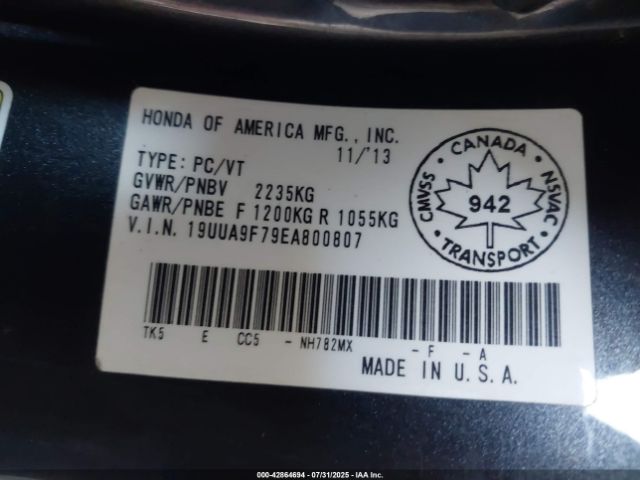 HONDA OF AMERICA MFG., INC.
11/'13
TYPE: PC/VT
GVWR/PNBV 2235KG
GAWR/PNBE F 1200KG R 1055KG
V.I.N. 19UUA9F79EA800807
CANADA
CMVSS
942
NSVAC
TRANSPORT
TK5 E CC5 - NH782MX - F - A
MADE IN U.S.A.
000-42864694 / 07/31/2025 - IAA Inc.